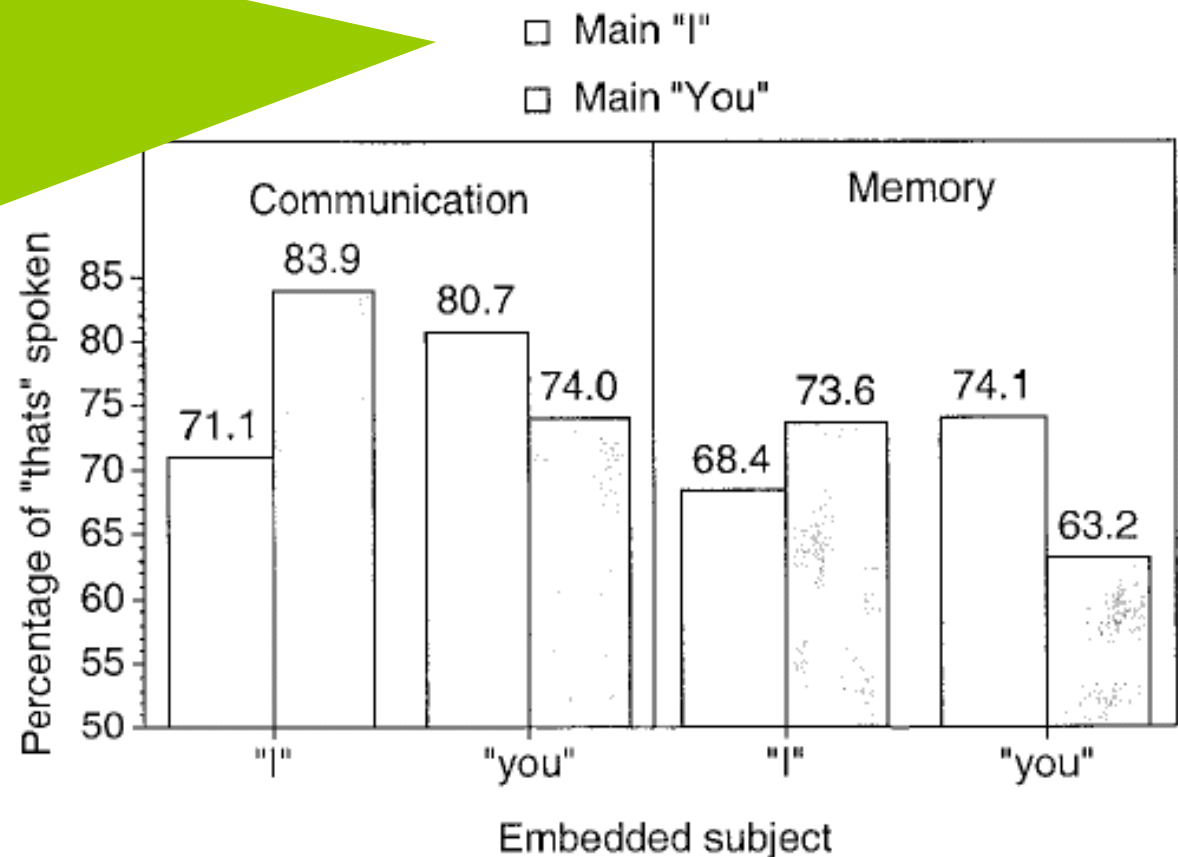 Main "I"
Main "You"
Communication
Memory
Percentage of "thats" spoken
85
80
75
70
65
60
55
50
71.1
83.9
80.7
74.0
68.4
73.6
74.1
63.2
"I"
"you"
"I"
"you"
Embedded subject